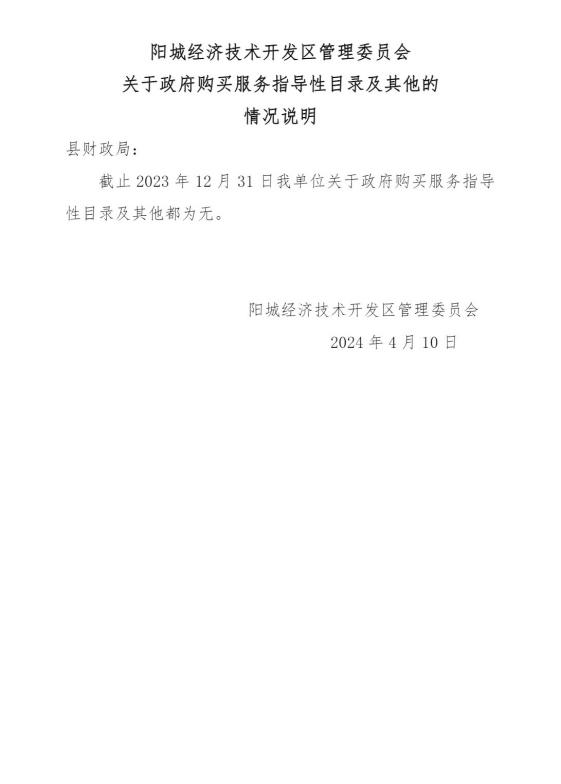 阳城经济技术开发区管理委员会
关于政府购买服务指导性目录及其他的
情况说明
县财政局：
截止 2023 年 12 月 31 日我单位关于政府购买服务指导
性目录及其他都为无。
阳城经济技术开发区管理委员会
2024 年 4 月 10 日